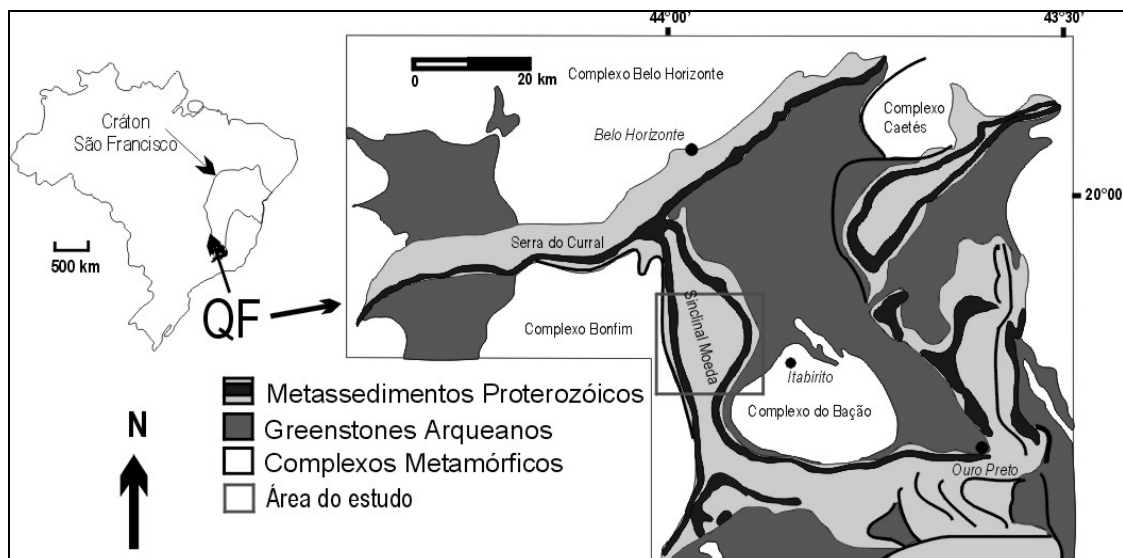 44°00'
43°30'
0
20 km
Complexo Belo Horizonte
Complexo
Caetés
Cráton
São Francisco
Belo Horizonte
20°00'
Serra do Curral
500 km
QF
Sinclinal Moeda
Complexo Bonfim
Itabirito
Complexo do Bação
Metassedimentos Proterozóicos
Greenstones Arqueanos
Complexos Metamórficos
Área do estudo
N
Ouro Preto